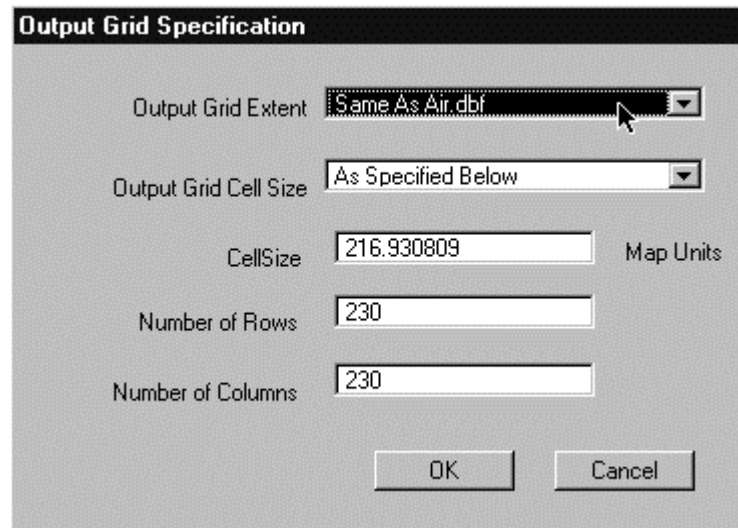 Output Grid Specification
Output Grid Extent Same As Air.dbf
Output Grid Cell Size As Specified Below
CellSize 216.930809 Map Units
Number of Rows 230
Number of Columns 230
OK Cancel